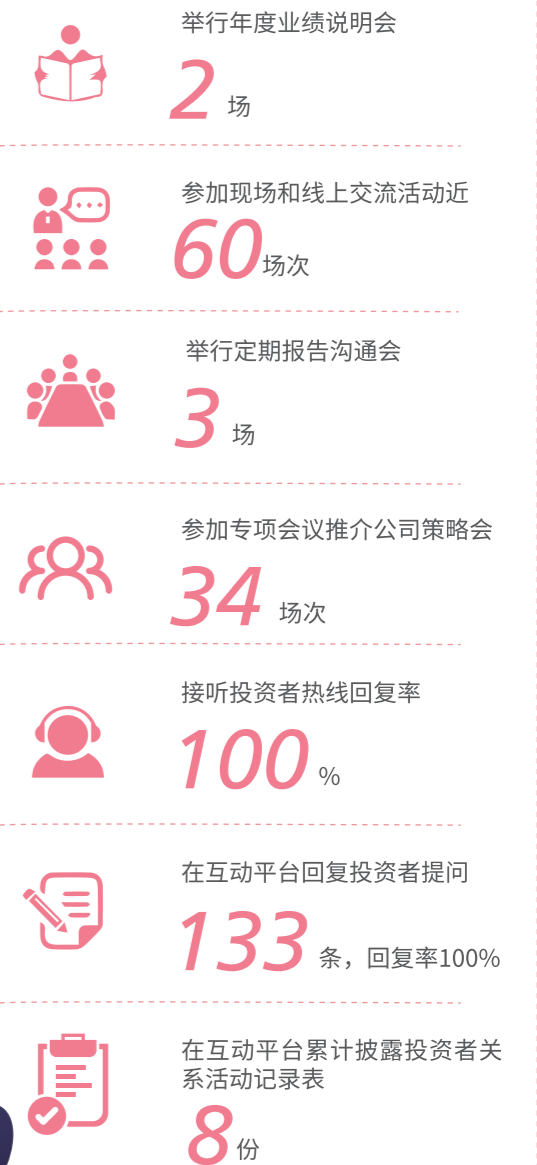 举行年度业绩说明会
2 场
参加现场和线上交流活动近
60场次
举行定期报告沟通会
3 场
参加专项会议推介公司策略会
34 场次
接听投资者热线回复率
100 %
在互动平台回复投资者提问
133 条，回复率100%
在互动平台累计披露投资者关
系活动记录表
8 份